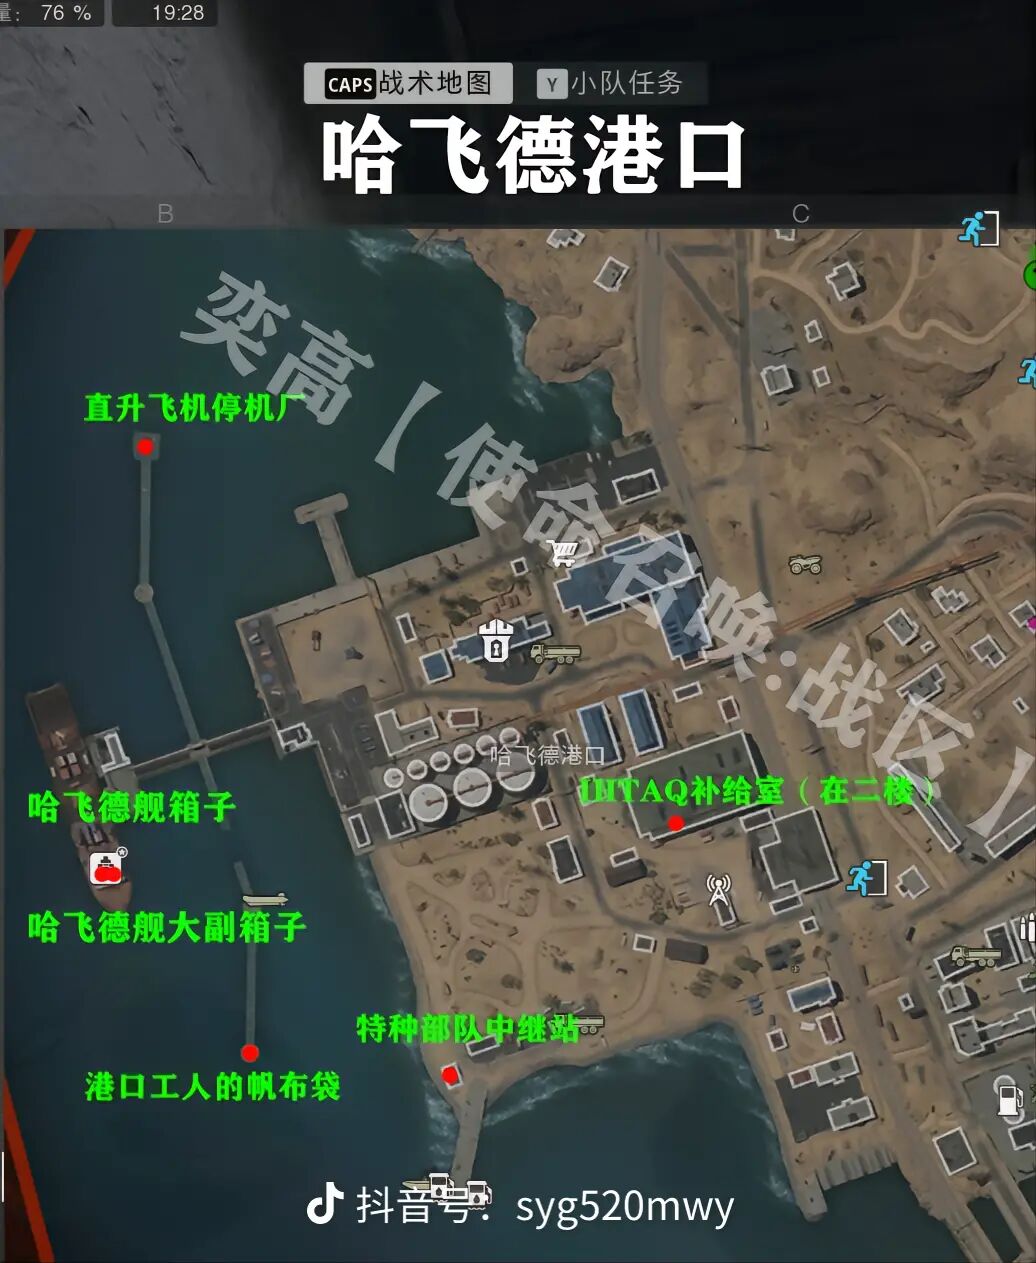 量： 76 % 19:28
CAPS 战术地图 Y 小队任务
哈飞德港口
B C
奕高【使命召唤:战区】
直升飞机停机厂
哈飞德港口
IHTAQ补给室（在二楼）
哈飞德舰箱子
哈飞德舰大副箱子
特种部队中继站
港口工人的帆布袋
抖音号：syg520mwy